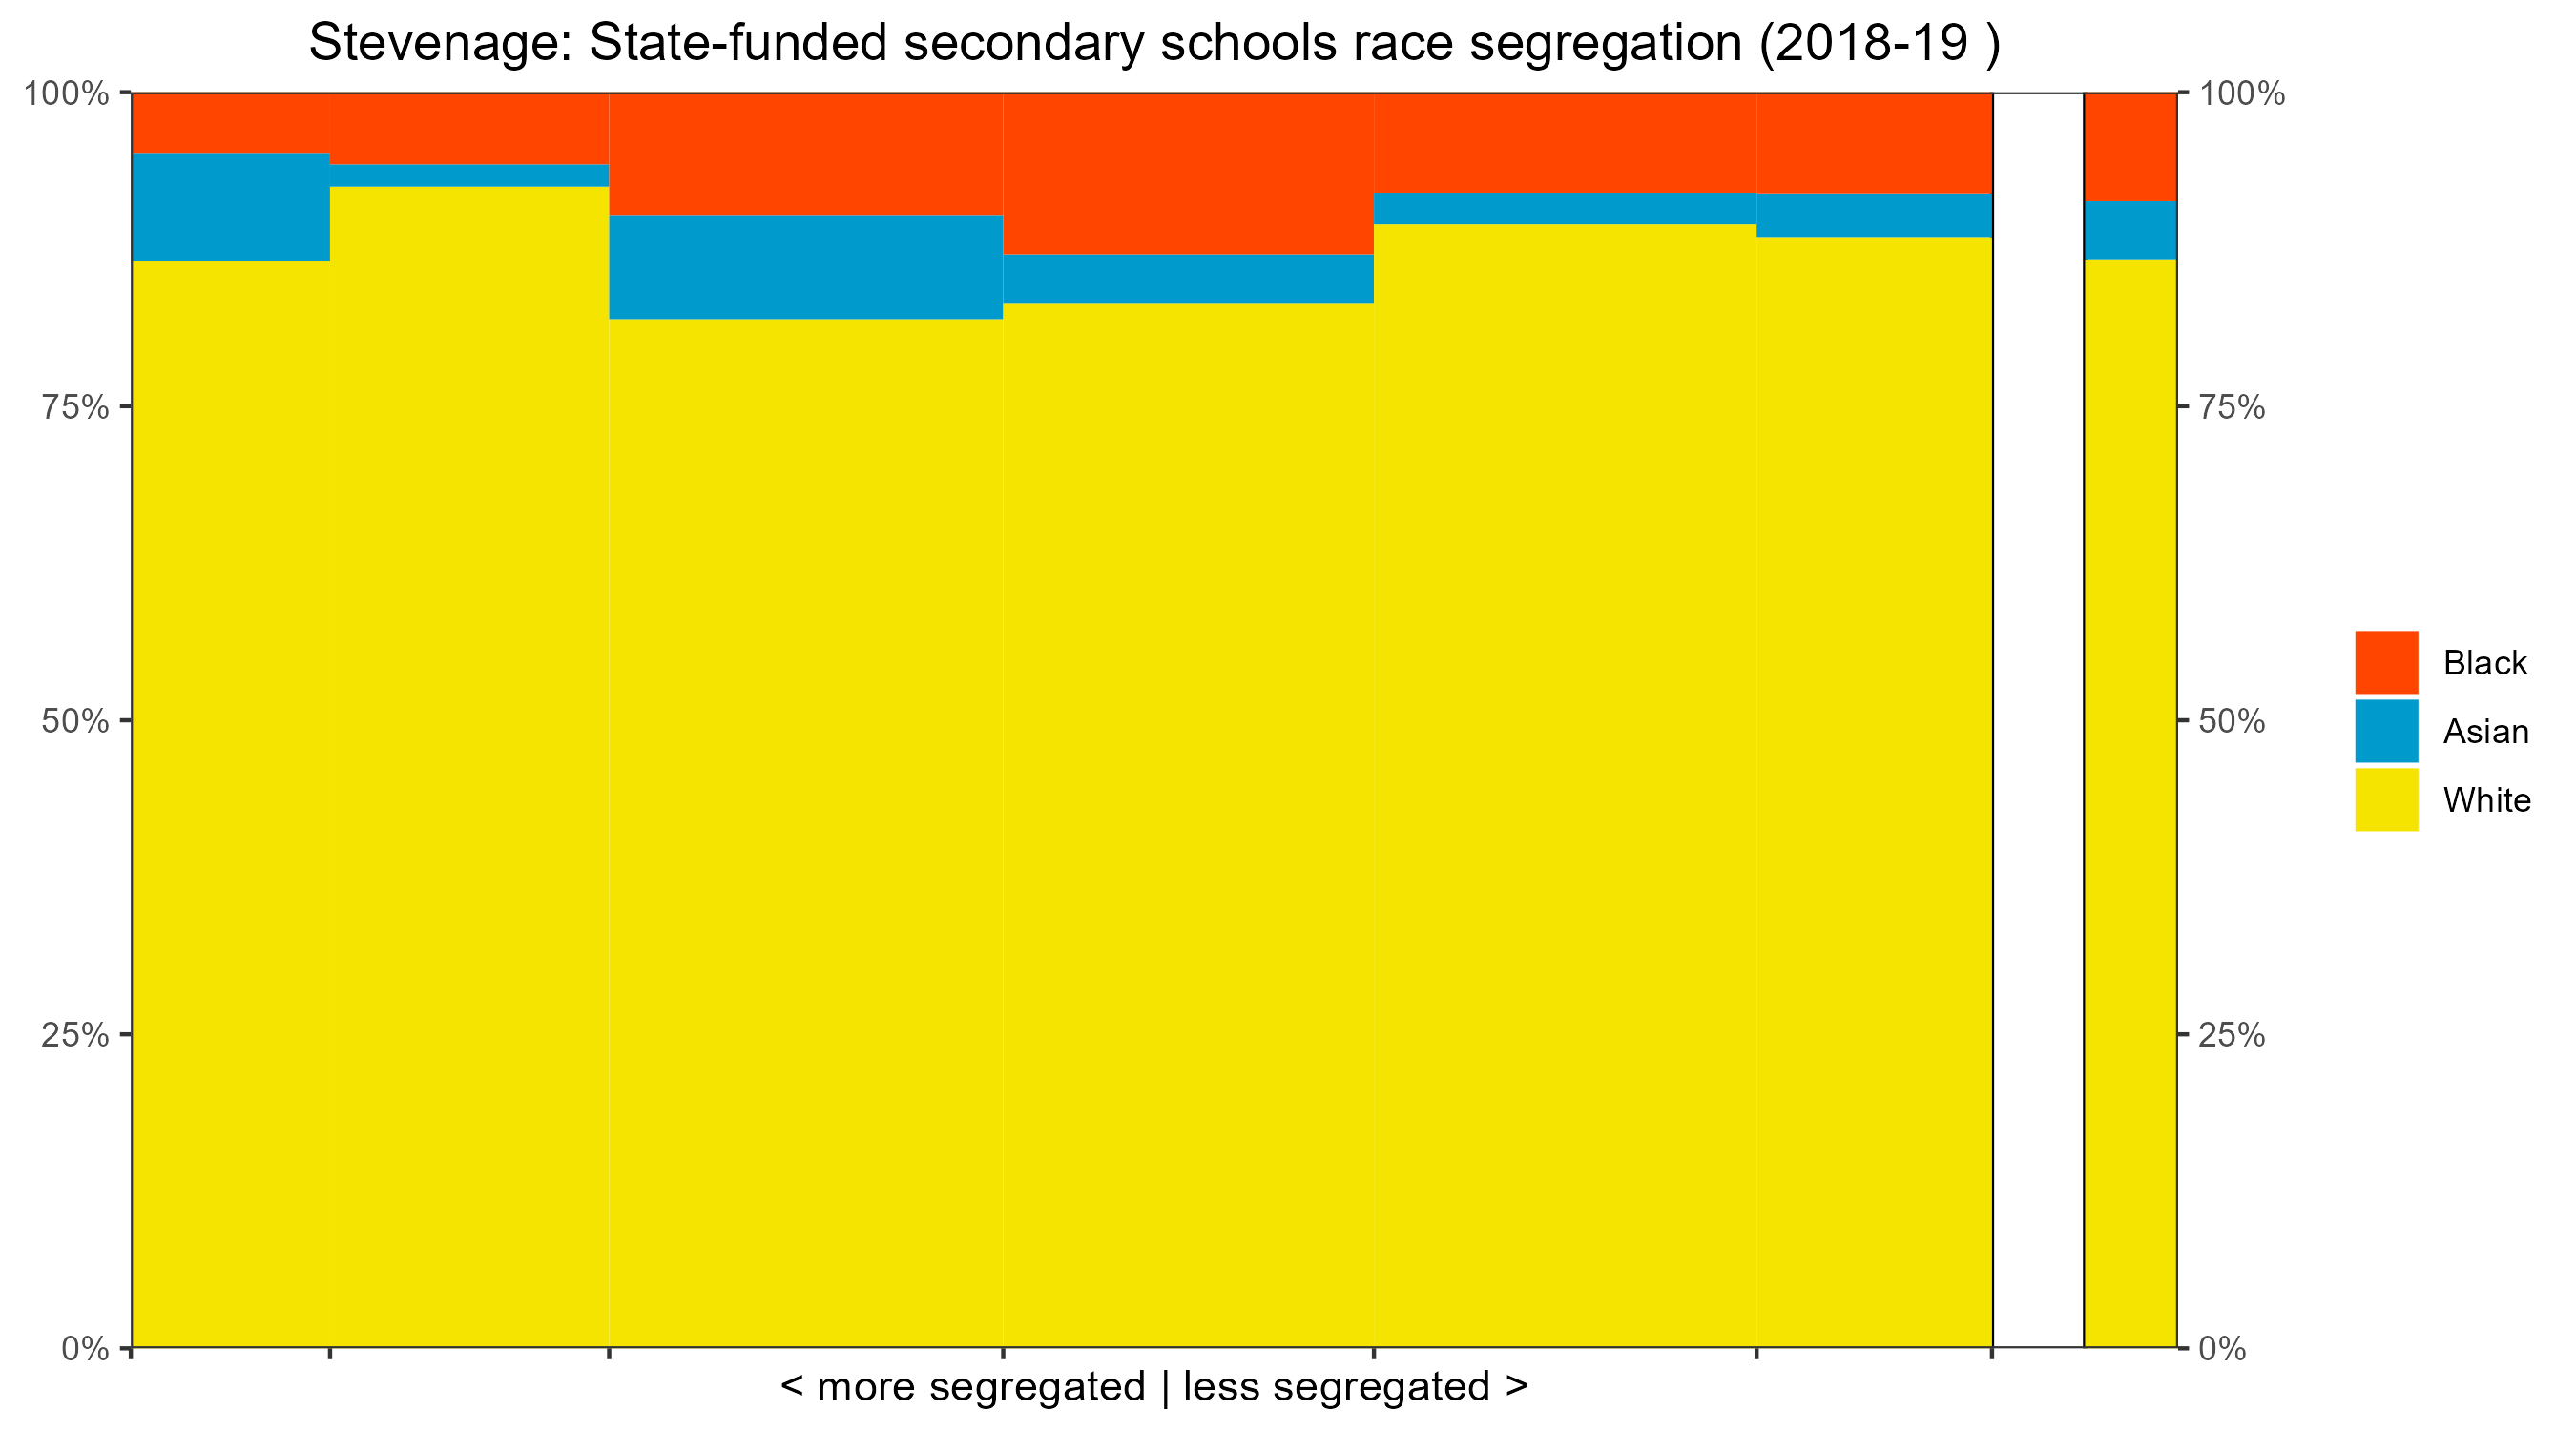 Stevenage: State-funded secondary schools race segregation (2018-19 )
100%
75%
50%
25%
0%
100%
75%
50%
25%
0%
Black
Asian
White
< more segregated | less segregated >